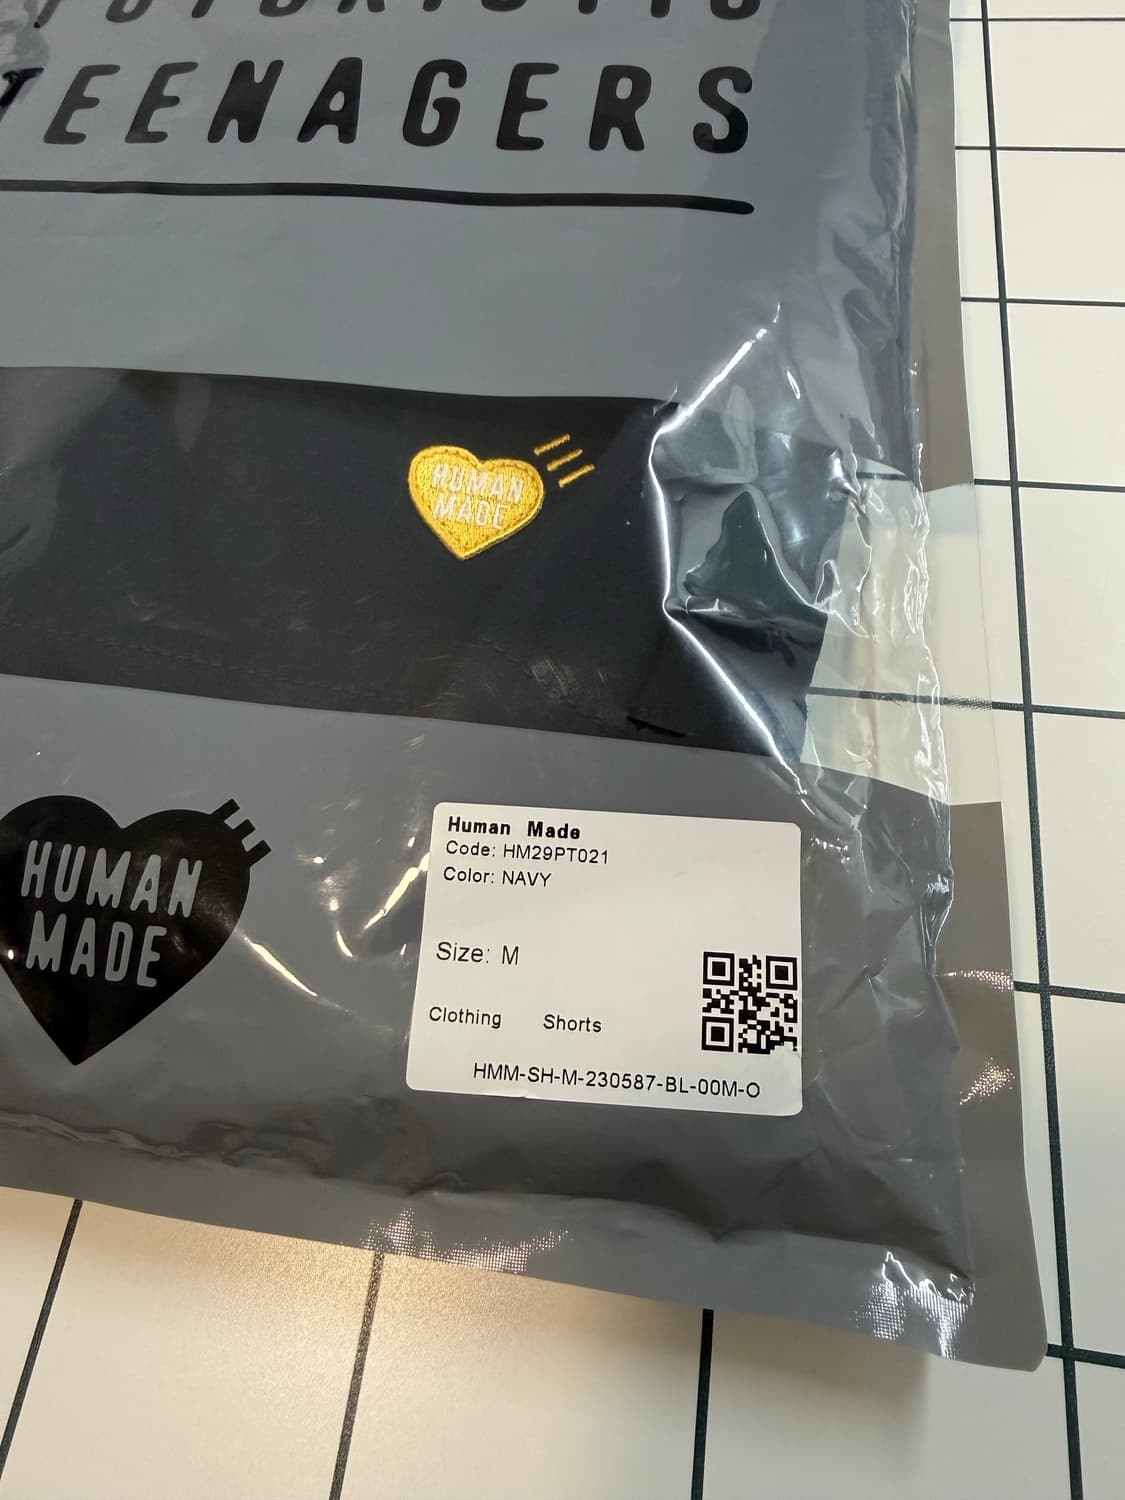 TEENAGERS
HUMAN
MADE
HUMAN
MADE
Human Made
Code: HM29PT021
Color: NAVY
Size: M
Clothing Shorts
HMM-SH-M-230587-BL-00M-O